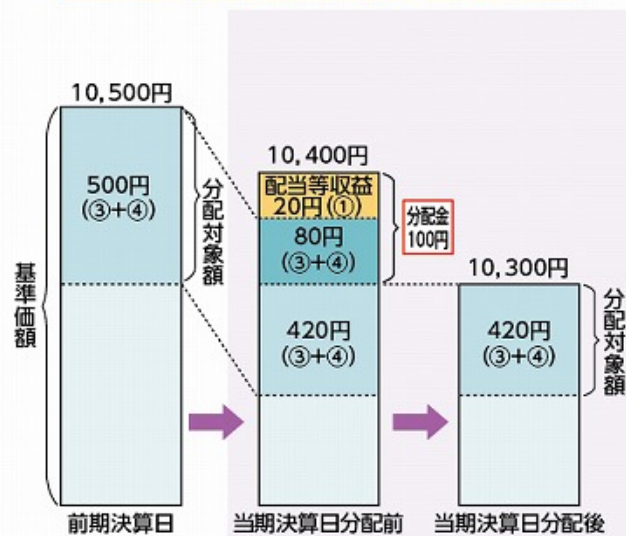 10,500円
500円
(③+④)
分配対象額
基準価額
前期決算日
10,400円
配当等収益
20円(①)
80円
(③+④)
420円
(③+④)
分配金
100円
当期決算日分配前
10,300円
420円
(③+④)
分配対象額
当期決算日分配後